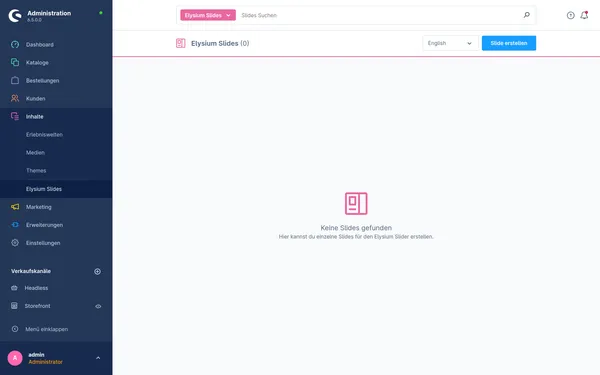 Administration
6.5.0.0
Dashboard
Kataloge
Bestellungen
Kunden
Inhalte
Erlebniswelten
Medien
Themes
Elysium Slides
Marketing
Erweiterungen
Einstellungen
Verkaufskanäle
Headless
Storefront
Menü einklappen
A
admin
Administrator
Elysium Slides
Slides Suchen
Elysium Slides (0)
English
Slide erstellen
Keine Slides gefunden
Hier kannst du einzelne Slides für den Elysium Slider erstellen.